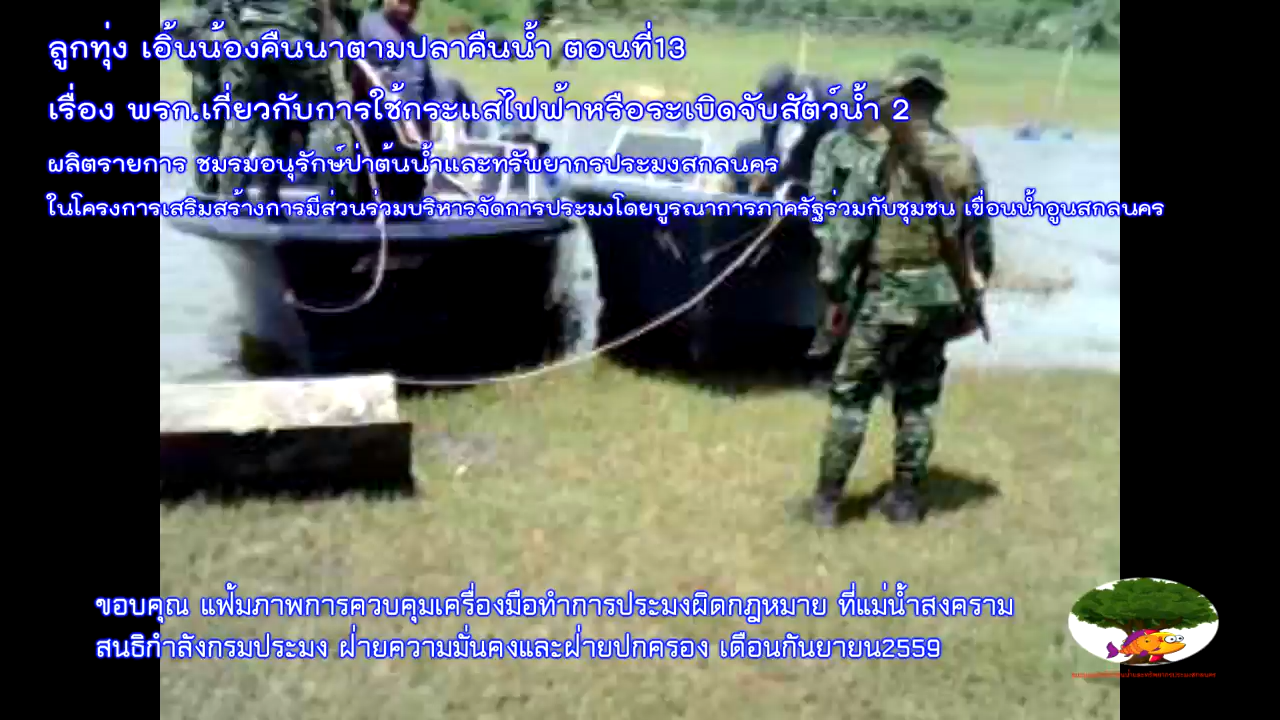 ลูกทุ่ง เอิ้นน้องคืนนาตามปลาคืนน้ำ ตอนที่13
เรื่อง พรก.เกี่ยวกับการใช้กระแสไฟฟ้าหรือระเบิดจับสัตว์น้ำ 2
ผลิตรายการ ชมรมอนุรักษ์ป่าต้นน้ำและทรัพยากรประมงสกลนคร
ในโครงการเสริมสร้างการมีส่วนร่วมบริหารจัดการประมงโดยบูรณาการภาครัฐร่วมกับชุมชน เขื่อนน้ำอูนสกลนคร
ขอบคุณ แฟ้มภาพการควบคุมเครื่องมือทำการประมงผิดกฎหมาย ที่แม่น้ำสงคราม
สนธิกำลังกรมประมง ฝ่ายความมั่นคงและฝ่ายปกครอง เดือนกันยายน2559